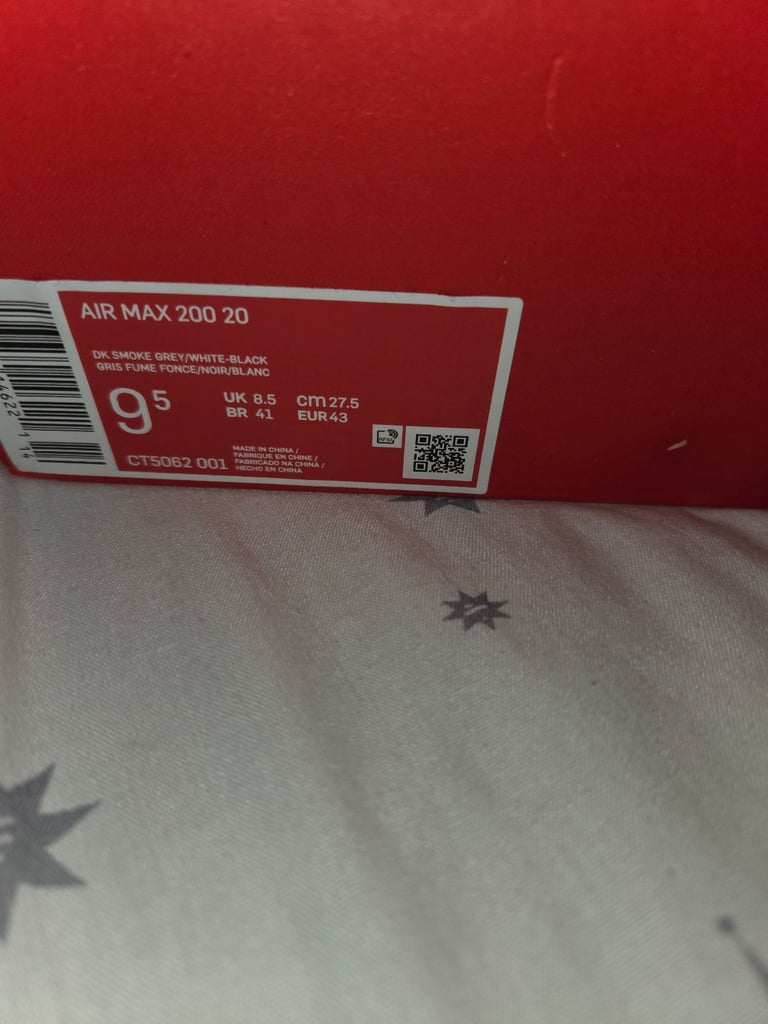 AIR MAX 200 20
DK SMOKE GREY/WHITE-BLACK
GRIS FUME FONCE/NOIR/BLANC
9⁵
UK 8.5 cm 27.5
BR 41 EUR 43
CT5062 001
MADE IN CHINA /
FABRIQUE EN CHINE /
FABRICADO NA CHINA /
HECHO EN CHINA
RFID